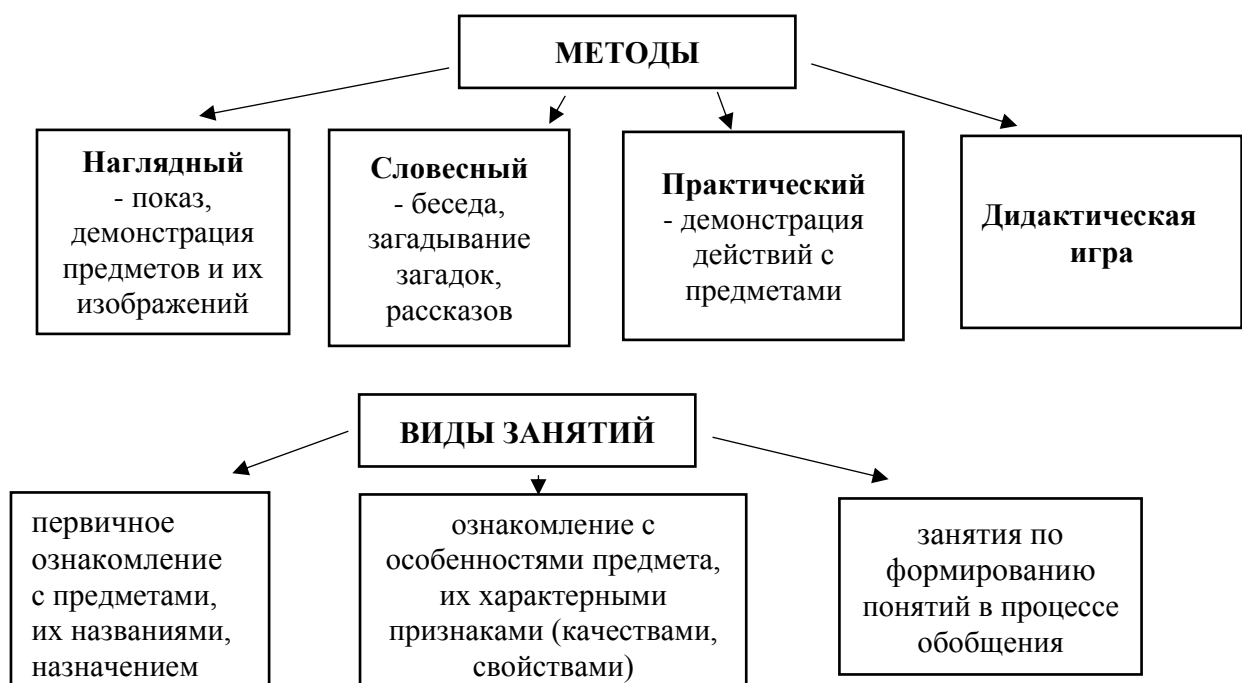 МЕТОДЫ
Наглядный
- показ,
демонстрация
предметов и их
изображений
Словесный
- беседа,
загадывание
загадок,
рассказов
Практический
- демонстрация
действий с
предметами
Дидактическая
игра
ВИДЫ ЗАНЯТИЙ
первичное
ознакомление
с предметами,
их названиями,
назначением
ознакомление с
особенностями предмета,
их характерными
признаками (качествами,
свойствами)
занятия по
формированию
понятий в процессе
обобщения